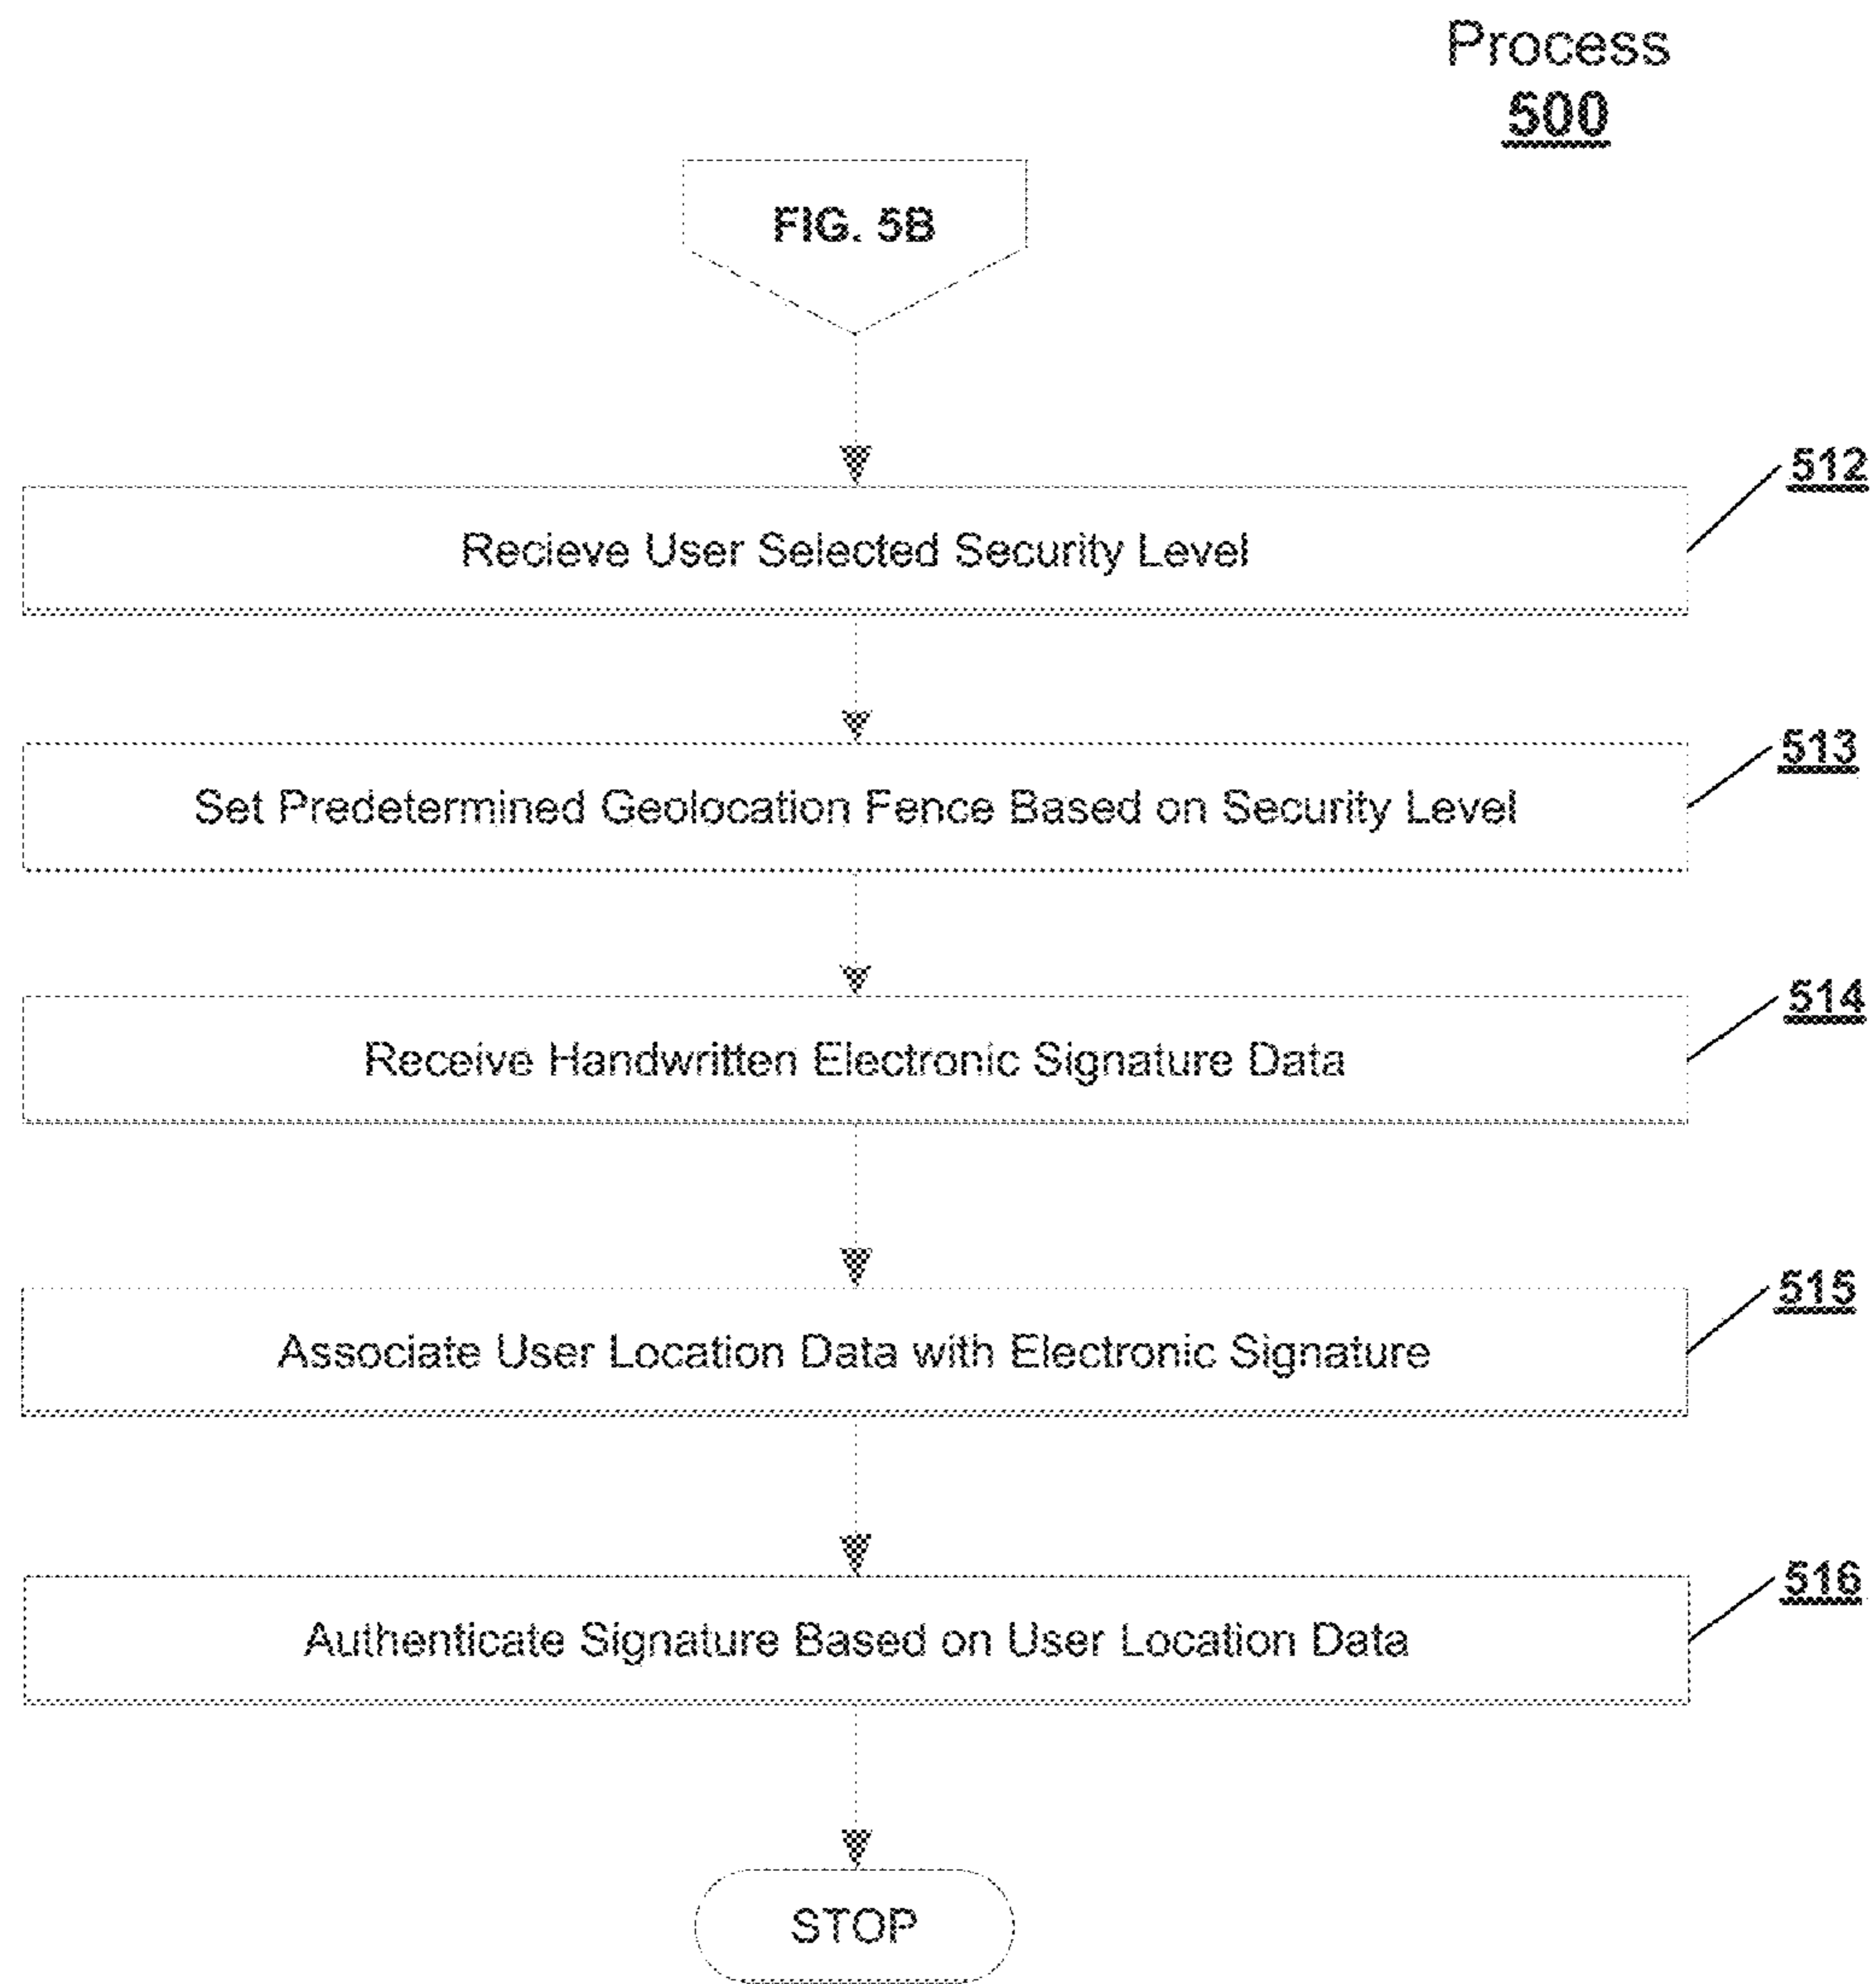 Process
500
FIG. 5B
512
Recieve User Selected Security Level
513
Set Predetermined Geolocation Fence Based on Security Level
514
Receive Handwritten Electronic Signature Data
515
Associate User Location Data with Electronic Signature
516
Authenticate Signature Based on User Location Data
STOP